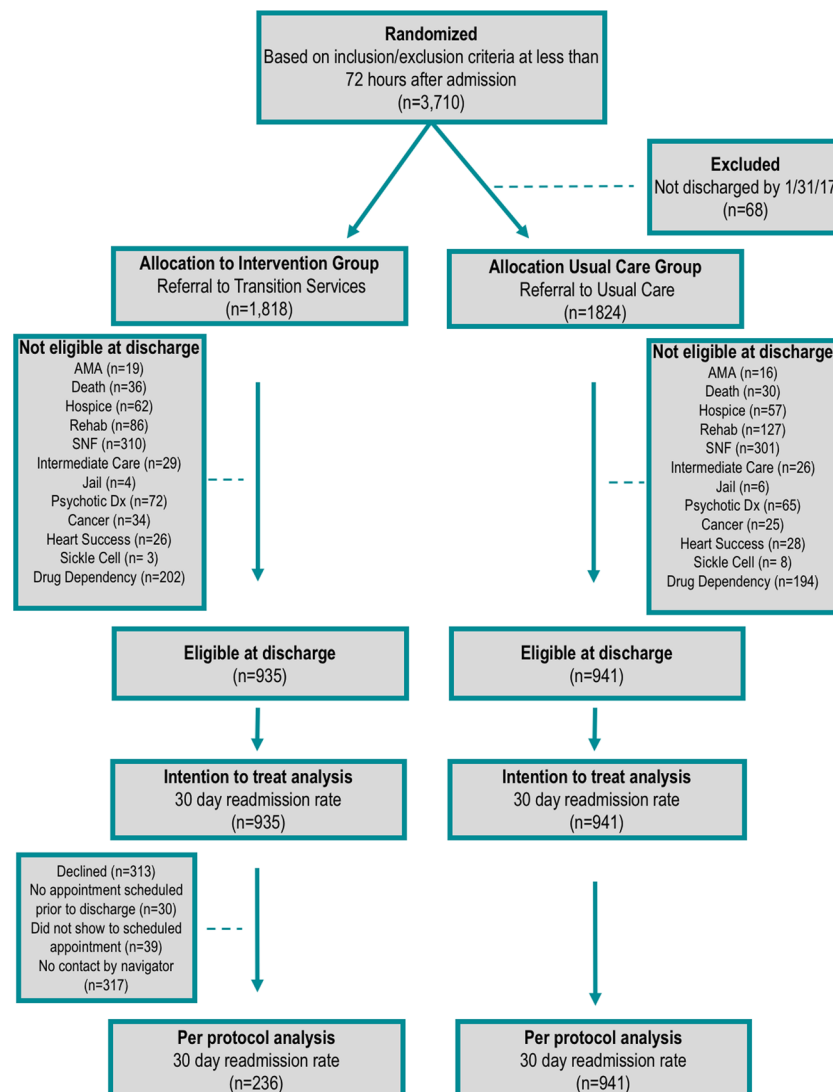 Randomized
Based on inclusion/exclusion criteria at less than
72 hours after admission
(n=3,710)
Excluded
Not discharged by 1/31/17
(n=68)
Allocation to Intervention Group
Referral to Transition Services
(n=1,818)
Allocation Usual Care Group
Referral to Usual Care
(n=1824)
Not eligible at discharge
AMA (n=19)
Death (n=36)
Hospice (n=62)
Rehab (n=86)
SNF (n=310)
Intermediate Care (n=29)
Jail (n=4)
Psychotic Dx (n=72)
Cancer (n=34)
Heart Success (n=26)
Sickle Cell (n= 3)
Drug Dependency (n=202)
Not eligible at discharge
AMA (n=16)
Death (n=30)
Hospice (n=57)
Rehab (n=127)
SNF (n=301)
Intermediate Care (n=26)
Jail (n=6)
Psychotic Dx (n=65)
Cancer (n=25)
Heart Success (n=28)
Sickle Cell (n= 8)
Drug Dependency (n=194)
Eligible at discharge
(n=935)
Eligible at discharge
(n=941)
Intention to treat analysis
30 day readmission rate
(n=935)
Intention to treat analysis
30 day readmission rate
(n=941)
Declined (n=313)
No appointment scheduled
prior to discharge (n=30)
Did not show to scheduled
appointment (n=39)
No contact by navigator
(n=317)
Per protocol analysis
30 day readmission rate
(n=236)
Per protocol analysis
30 day readmission rate
(n=941)